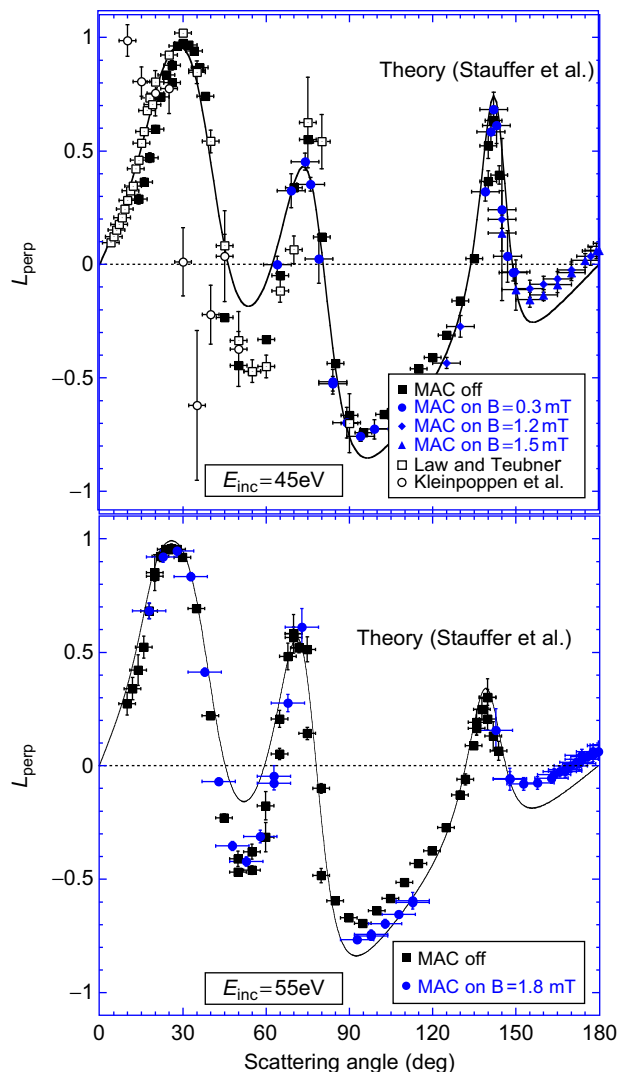 1
0.5
0
−0.5
−1
L_perp
Theory (Stauffer et al.)
MAC off
MAC on B=0.3 mT
MAC on B=1.2 mT
MAC on B=1.5 mT
Law and Teubner
Kleinpoppen et al.
E_inc=45eV
1
0.5
0
−0.5
−1
L_perp
Theory (Stauffer et al.)
MAC off
MAC on B=1.8 mT
E_inc=55eV
0 30 60 90 120 150 180
Scattering angle (deg)